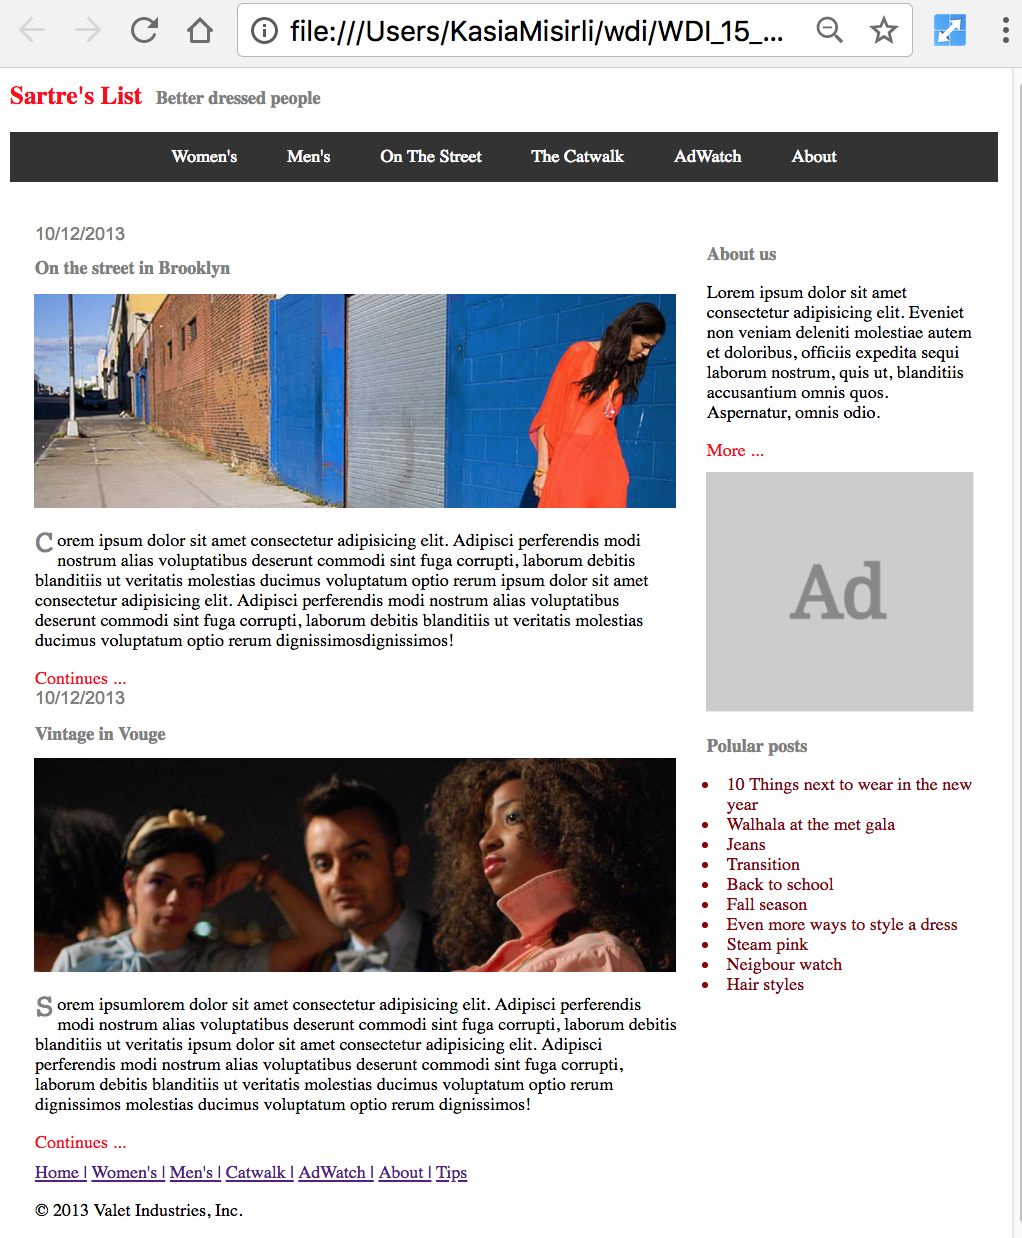 file:///Users/KasiaMisirli/wdi/WDI_15_...
Sartre's List Better dressed people
Women's Men's On The Street The Catwalk AdWatch About
10/12/2013
On the street in Brooklyn
Corem ipsum dolor sit amet consectetur adipisicing elit. Adipisci perferendis modi
nostrum alias voluptatibus deserunt commodi sint fuga corrupti, laborum debitis
blanditiis ut veritatis molestias ducimus voluptatum optio rerum ipsum dolor sit amet
consectetur adipisicing elit. Adipisci perferendis modi nostrum alias voluptatibus
deserunt commodi sint fuga corrupti, laborum debitis blanditiis ut veritatis molestias
ducimus voluptatum optio rerum dignissimosdignissimos!
Continues ...
10/12/2013
Vintage in Vouge
Sorem ipsumlorem dolor sit amet consectetur adipisicing elit. Adipisci perferendis
modi nostrum alias voluptatibus deserunt commodi sint fuga corrupti, laborum debitis
blanditiis ut veritatis ipsum dolor sit amet consectetur adipisicing elit. Adipisci
perferendis modi nostrum alias voluptatibus deserunt commodi sint fuga corrupti,
laborum debitis blanditiis ut veritatis molestias ducimus voluptatum optio rerum
dignissimos molestias ducimus voluptatum optio rerum dignissimos!
Continues ...
Home | Women's | Men's | Catwalk | AdWatch | About | Tips
© 2013 Valet Industries, Inc.
About us
Lorem ipsum dolor sit amet
consectetur adipisicing elit. Eveniet
non veniam deleniti molestiae autem
et doloribus, officiis expedita sequi
laborum nostrum, quis ut, blanditiis
accusantium omnis quos.
Aspernatur, omnis odio.
More ...
Ad
Polular posts
• 10 Things next to wear in the new
year
• Walhala at the met gala
• Jeans
• Transition
• Back to school
• Fall season
• Even more ways to style a dress
• Steam pink
• Neigbour watch
• Hair styles